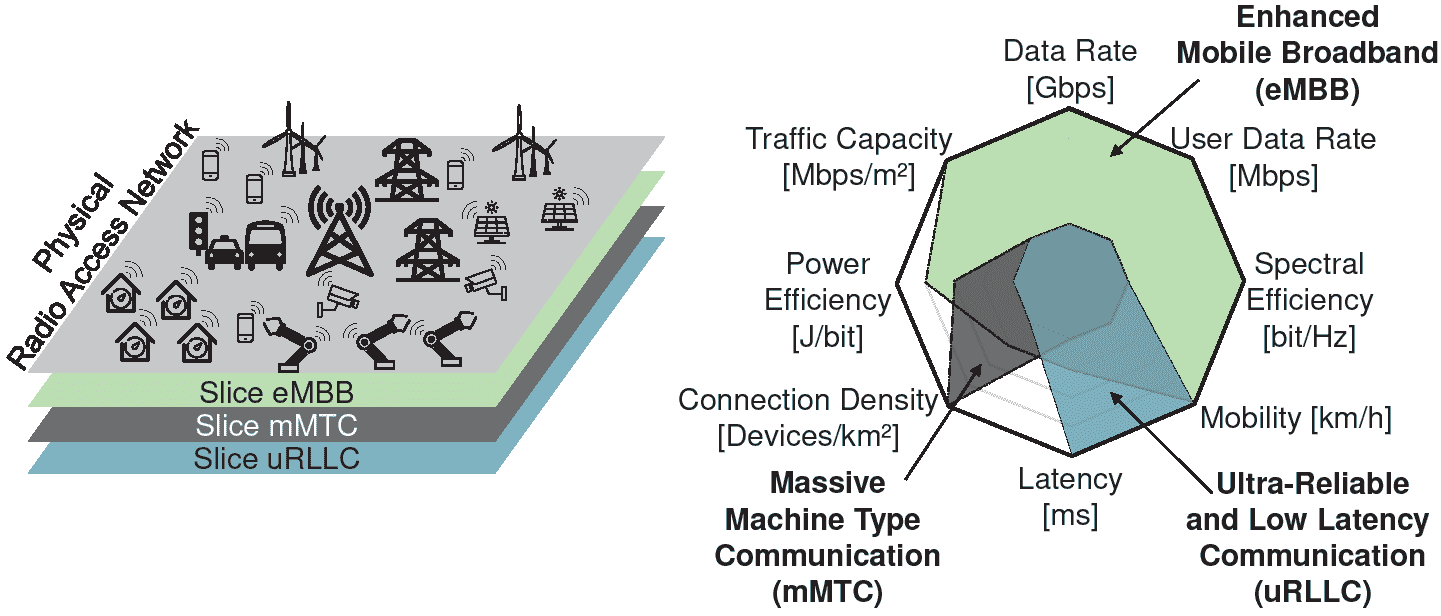 Physical
Radio Access Network
Slice eMBB
Slice mMTC
Slice uRLLC
Enhanced
Mobile Broadband
(eMBB)
Data Rate
[Gbps]
Traffic Capacity
[Mbps/m²]
User Data Rate
[Mbps]
Power
Efficiency
[J/bit]
Spectral
Efficiency
[bit/Hz]
Connection Density
[Devices/km²]
Mobility [km/h]
Latency
[ms]
Massive
Machine Type
Communication
(mMTC)
Ultra-Reliable
and Low Latency
Communication
(uRLLC)